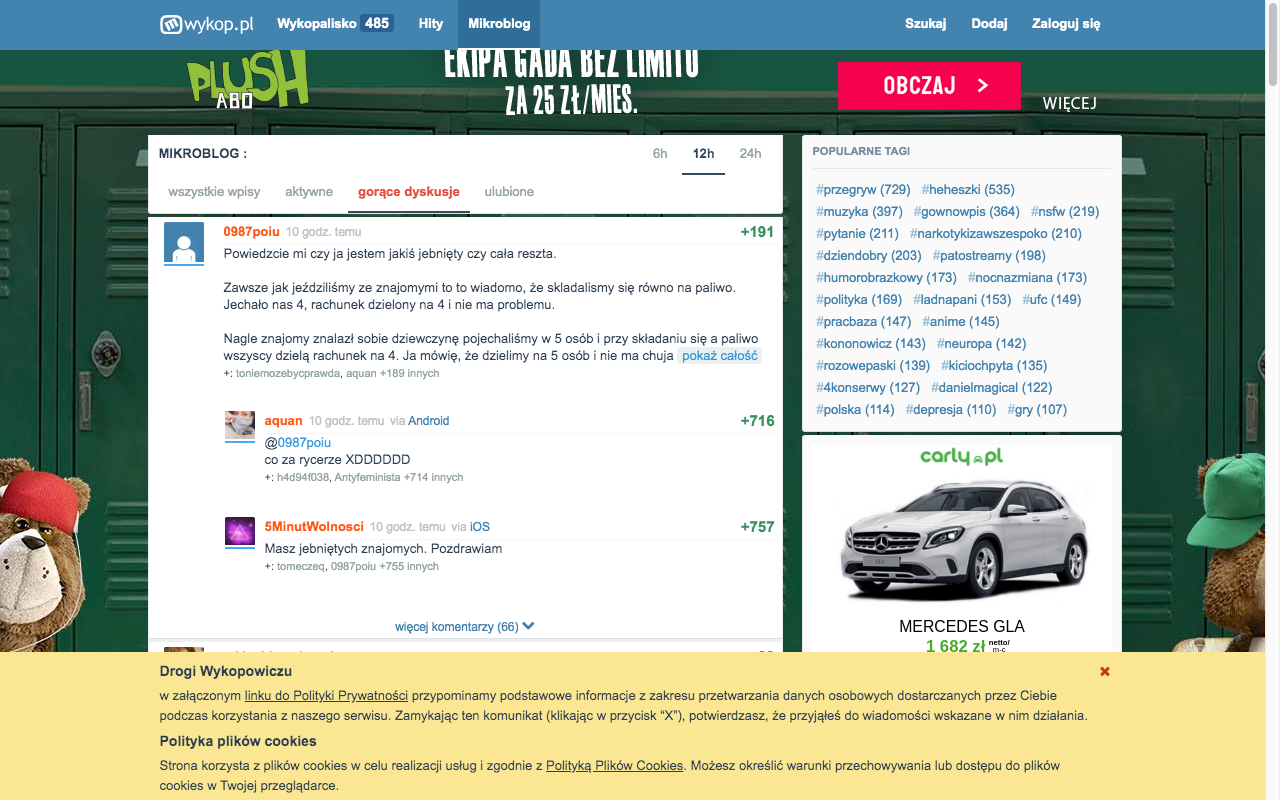 wykop.pl Wykopalisko 485 Hity Mikroblog Szukaj Dodaj Zaloguj się
PLUSH
ABO
EKIPA GADA BEZ LIMITU
ZA 25 ZŁ/MIES.
OBCZAJ >
WIĘCEJ
MIKROBLOG : 6h 12h 24h
wszystkie wpisy aktywne gorące dyskusje ulubione
0987poiu 10 godz. temu +191
Powiedzcie mi czy ja jestem jakiś jebnięty czy cała reszta.
Zawsze jak jeździliśmy ze znajomymi to to wiadomo, że skladalismy się równo na paliwo.
Jechało nas 4, rachunek dzielony na 4 i nie ma problemu.
Nagle znajomy znalazł sobie dziewczynę pojechaliśmy w 5 osób i przy składaniu się a paliwo
wszyscy dzielą rachunek na 4. Ja mówię, że dzielimy na 5 osób i nie ma chuja pokaż całość
+: toniemozebycprawda, aquan +189 innych
aquan 10 godz. temu via Android +716
@0987poiu
co za rycerze XDDDDDD
+: h4d94f038, Antyfeminista +714 innych
5MinutWolnosci 10 godz. temu via iOS +757
Masz jebniętych znajomych. Pozdrawiam
+: tomeczeq, 0987poiu +755 innych
więcej komentarzy (66)
POPULARNE TAGI
#przegryw (729) #heheszki (535)
#muzyka (397) #gownowpis (364) #nsfw (219)
#pytanie (211) #narkotykizawszespoko (210)
#dziendobry (203) #patostreamy (198)
#humorobrazkowy (173) #nocnazmiana (173)
#polityka (169) #ladnapani (153) #ufc (149)
#pracbaza (147) #anime (145)
#kononowicz (143) #neuropa (142)
#rozowepaski (139) #kiciochpyta (135)
#4konserwy (127) #danielmagical (122)
#polska (114) #depresja (110) #gry (107)
carly.pl
MERCEDES GLA
1 682 zł netto/
m-c
Drogi Wykopowiczu
w załączonym linku do Polityki Prywatności przypominamy podstawowe informacje z zakresu przetwarzania danych osobowych dostarczanych przez Ciebie
podczas korzystania z naszego serwisu. Zamykając ten komunikat (klikając w przycisk “X”), potwierdzasz, że przyjąłeś do wiadomości wskazane w nim działania.
Polityka plików cookies
Strona korzysta z plików cookies w celu realizacji usług i zgodnie z Polityką Plików Cookies. Możesz określić warunki przechowywania lub dostępu do plików
cookies w Twojej przeglądarce.